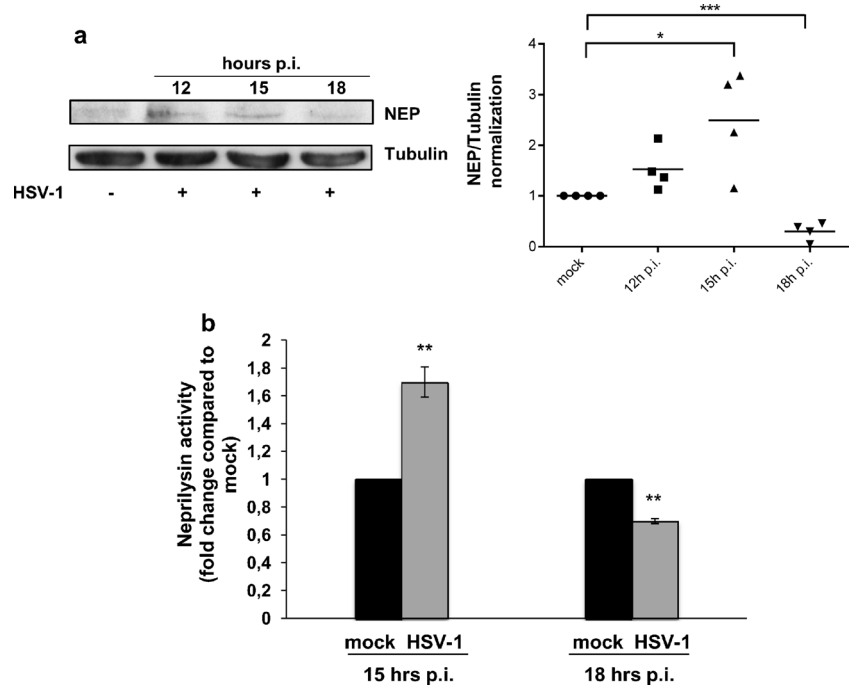 a
hours p.i.
12 15 18
NEP
Tubulin
HSV-1 - + + +
***
*
NEP/Tubulin
normalization
4
3
2
1
0
mock 12h p.i. 15h p.i. 18h p.i.
b
Neprilysin activity
(fold change compared to
mock)
2
1,8
1,6
1,4
1,2
1
0,8
0,6
0,4
0,2
0
**
**
mock HSV-1 mock HSV-1
15 hrs p.i. 18 hrs p.i.